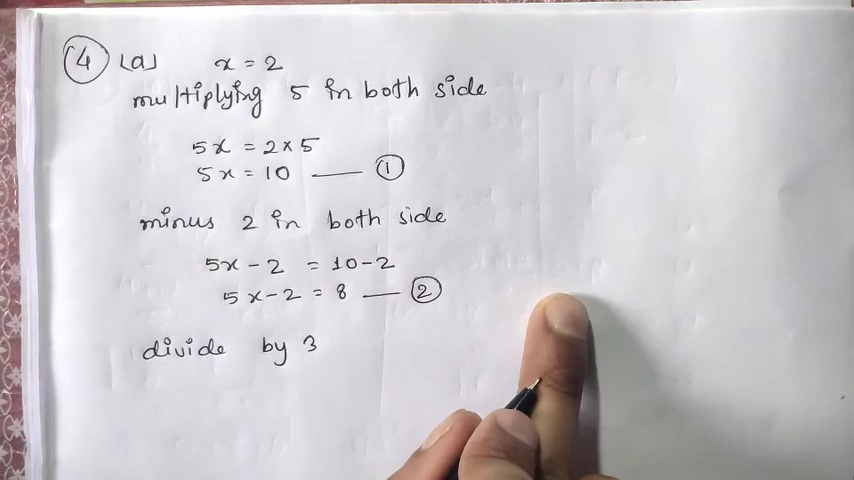 ④ (a) x = 2
multiplying 5 in both side
5x = 2 × 5
5x = 10 —— ①
minus 2 in both side
5x - 2 = 10 - 2
5x - 2 = 8 —— ②
divide by 3